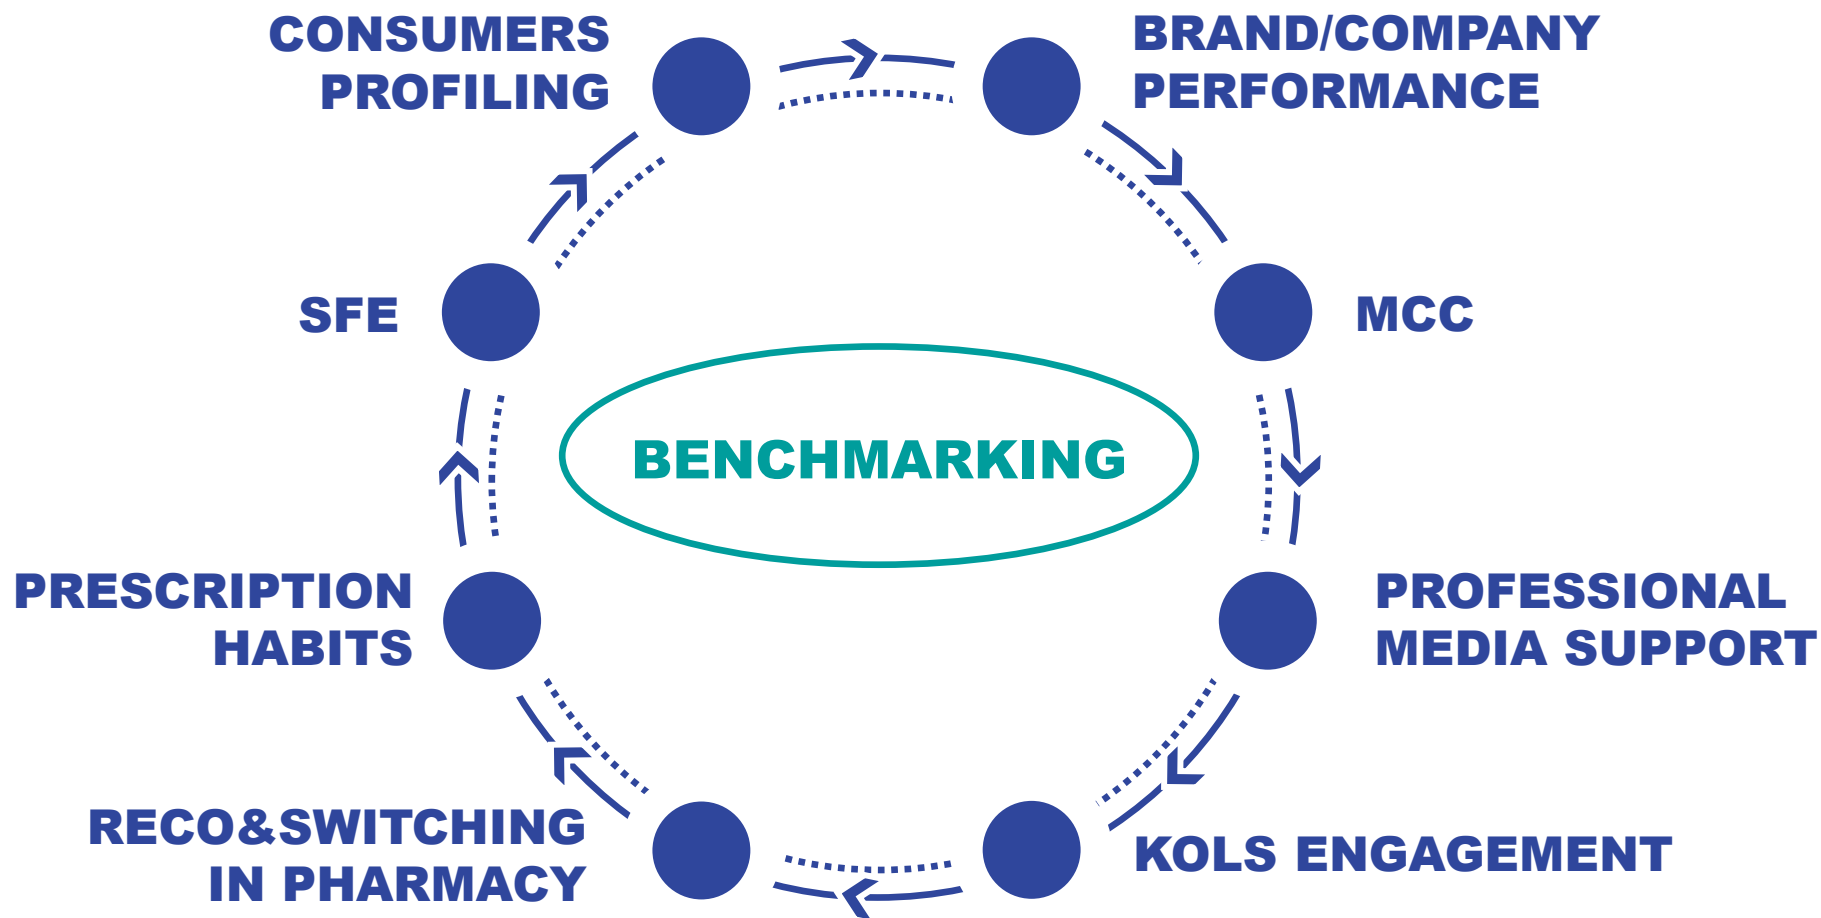 CONSUMERS
PROFILING
BRAND/COMPANY
PERFORMANCE
SFE
MCC
BENCHMARKING
PRESCRIPTION
HABITS
PROFESSIONAL
MEDIA SUPPORT
RECO&SWITCHING
IN PHARMACY
KOLS ENGAGEMENT